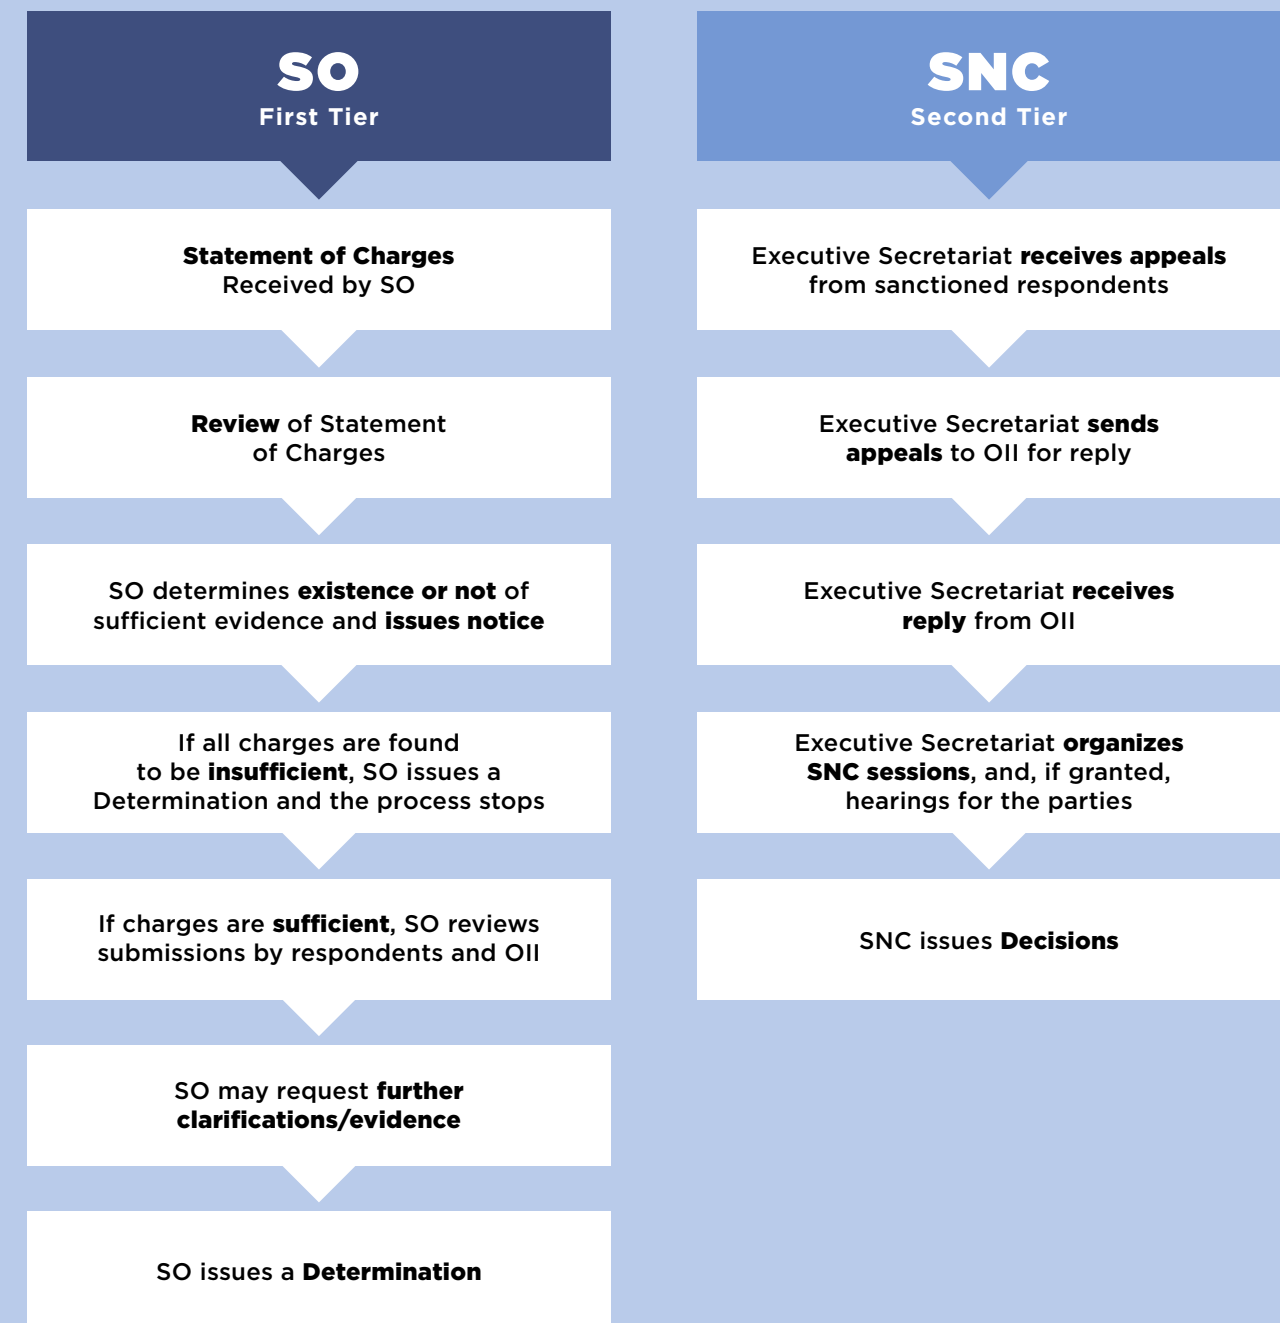 SO
First Tier
Statement of Charges
Received by SO
Review of Statement
of Charges
SO determines existence or not of
sufficient evidence and issues notice
If all charges are found
to be insufficient, SO issues a
Determination and the process stops
If charges are sufficient, SO reviews
submissions by respondents and OII
SO may request further
clarifications/evidence
SO issues a Determination
SNC
Second Tier
Executive Secretariat receives appeals
from sanctioned respondents
Executive Secretariat sends
appeals to OII for reply
Executive Secretariat receives
reply from OII
Executive Secretariat organizes
SNC sessions, and, if granted,
hearings for the parties
SNC issues Decisions